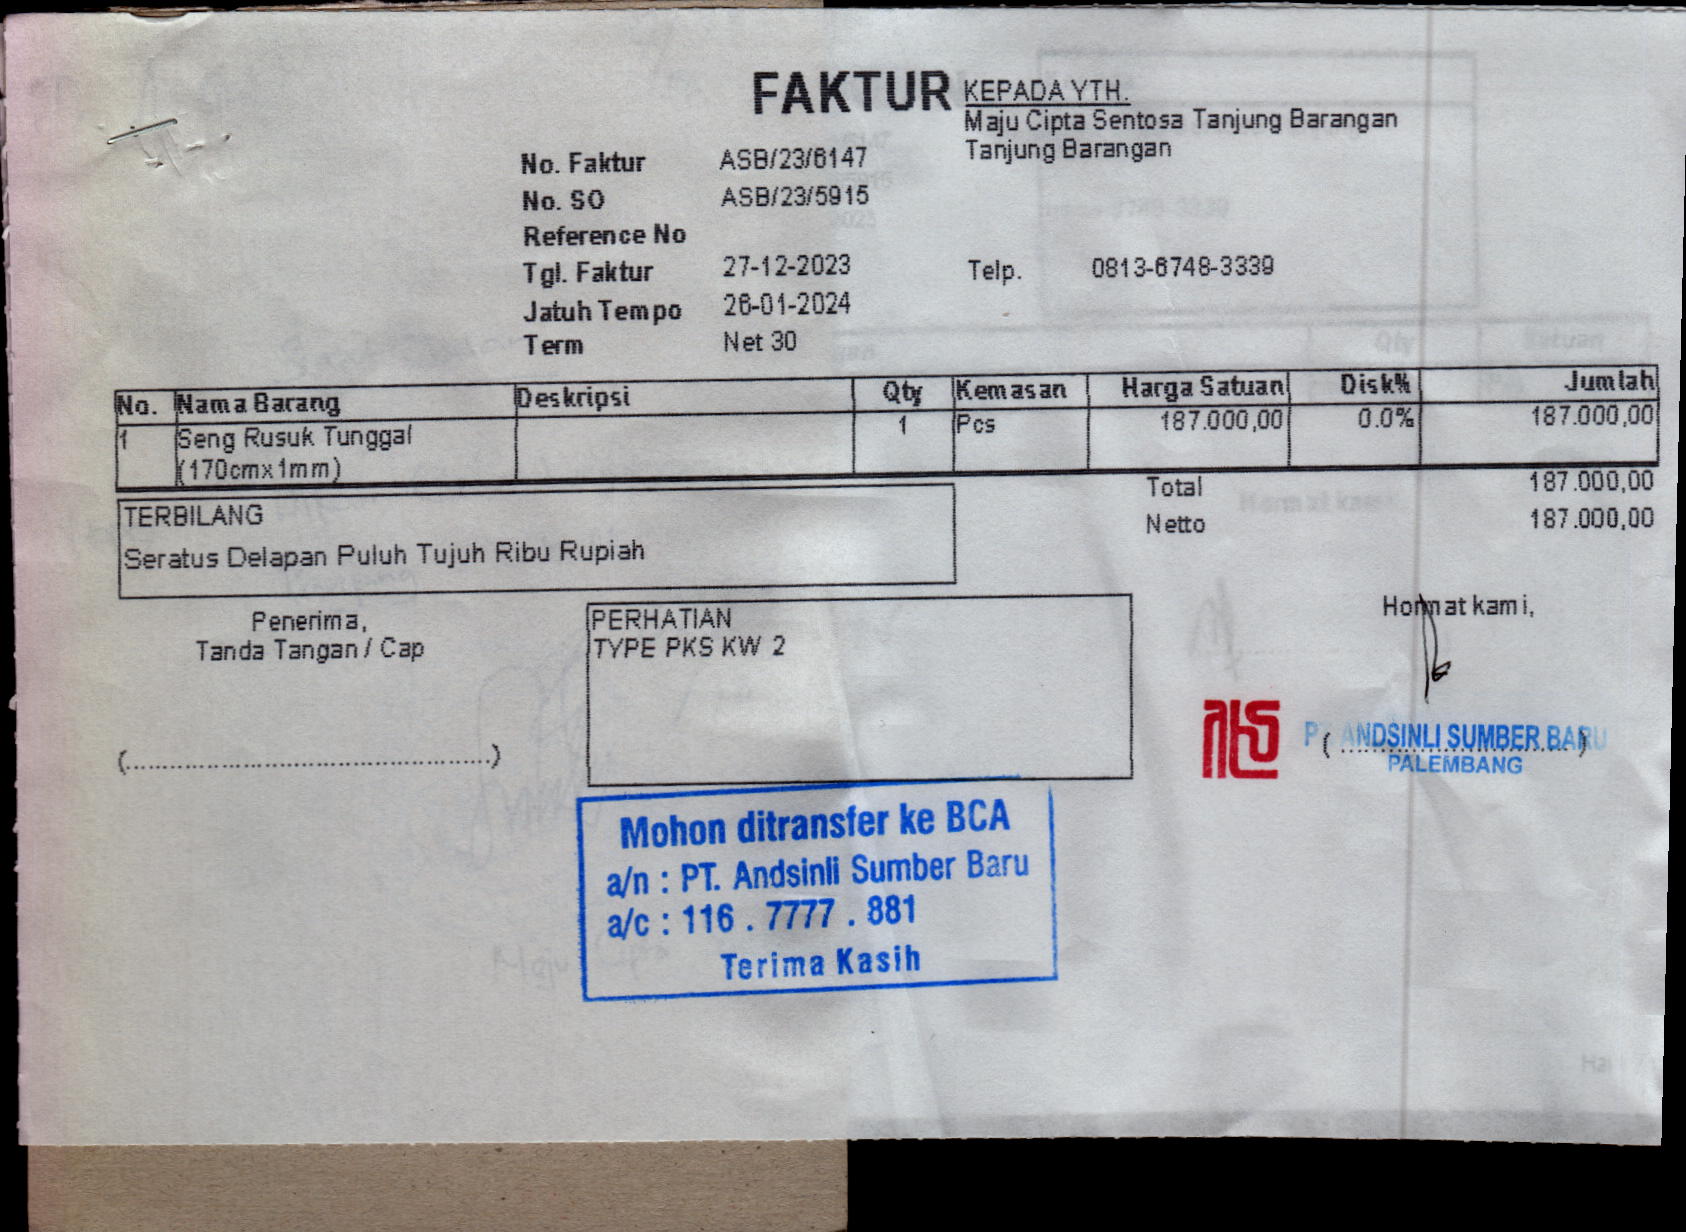 FAKTUR
KEPADA YTH.
Maju Cipta Sentosa Tanjung Barangan
Tanjung Barangan
No. Faktur ASB/23/6147
No. SO ASB/23/5915
Reference No
Tgl. Faktur 27-12-2023
Telp. 0813-6748-3339
Jatuh Tempo 26-01-2024
Term Net 30
No. Nama Barang Deskripsi Qty Kemasan Harga Satuan Disk% Jumlah
1 Seng Rusuk Tunggal 1 Pcs 187.000,00 0.0% 187.000,00
(170cmx1mm)
Total 187.000,00
Netto 187.000,00
TERBILANG
Seratus Delapan Puluh Tujuh Ribu Rupiah
Penerima,
Tanda Tangan / Cap
(....................................................)
PERHATIAN
TYPE PKS KW 2
Hormat kami,
PT. ANDSINLI SUMBER BARU
PALEMBANG
Mohon ditransfer ke BCA
a/n : PT. Andsinli Sumber Baru
a/c : 116 . 7777 . 881
Terima Kasih